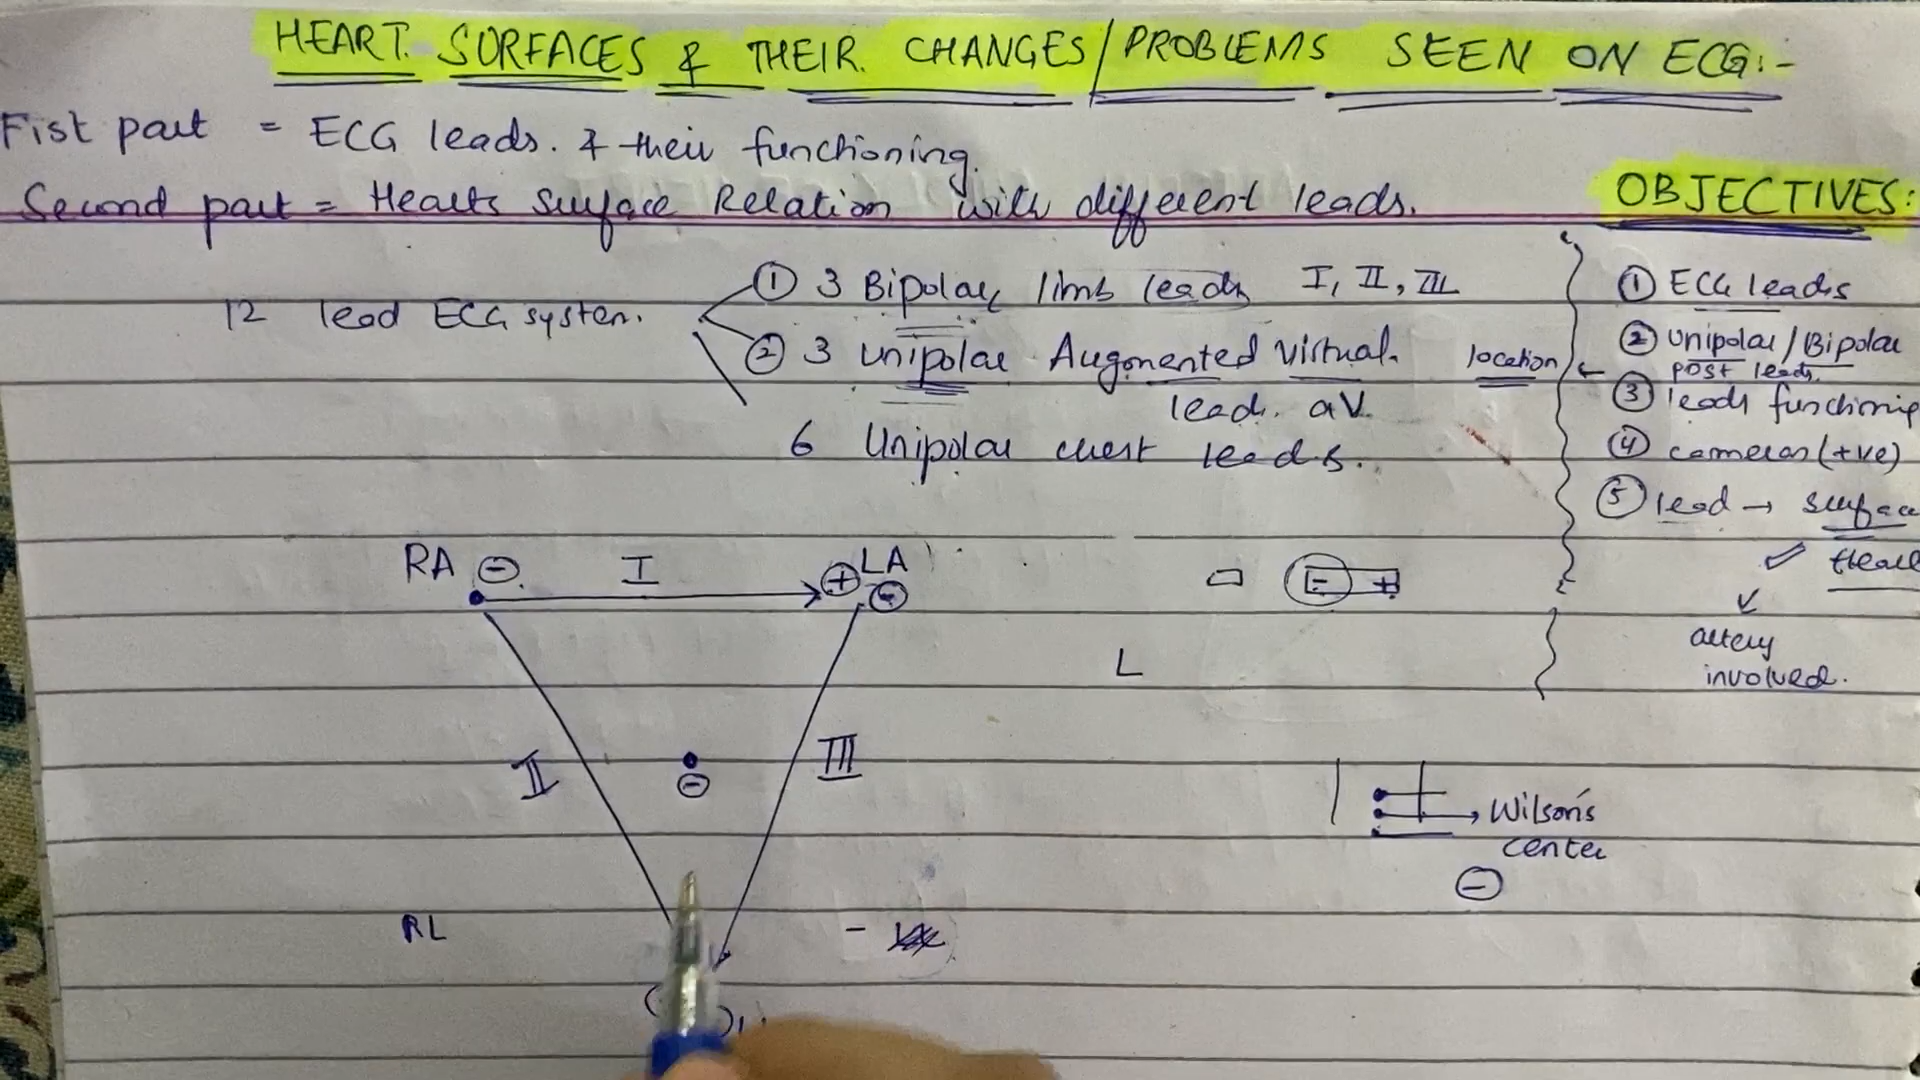 HEART SURFACES & THEIR CHANGES/PROBLEMS SEEN ON ECG:-
Fist part = ECG leads. & their functioning.
Second part = Hearts surface Relation with different leads.
OBJECTIVES:
12 lead ECG system.
① 3 Bipolar limb leads I, II, III
② 3 unipolar Augmented virtual
lead. aV
location
6 Unipolar chest leads.
① ECG leads
② Unipolar/Bipolar
post leads.
③ leads functioning
④ cameras (+ve)
⑤ lead → surface
Heart
artery
involved.
RA ⊖ I ⊕ LA
⊖
- +
L
II ⊖ III
→ Wilson's
center
⊖
RL